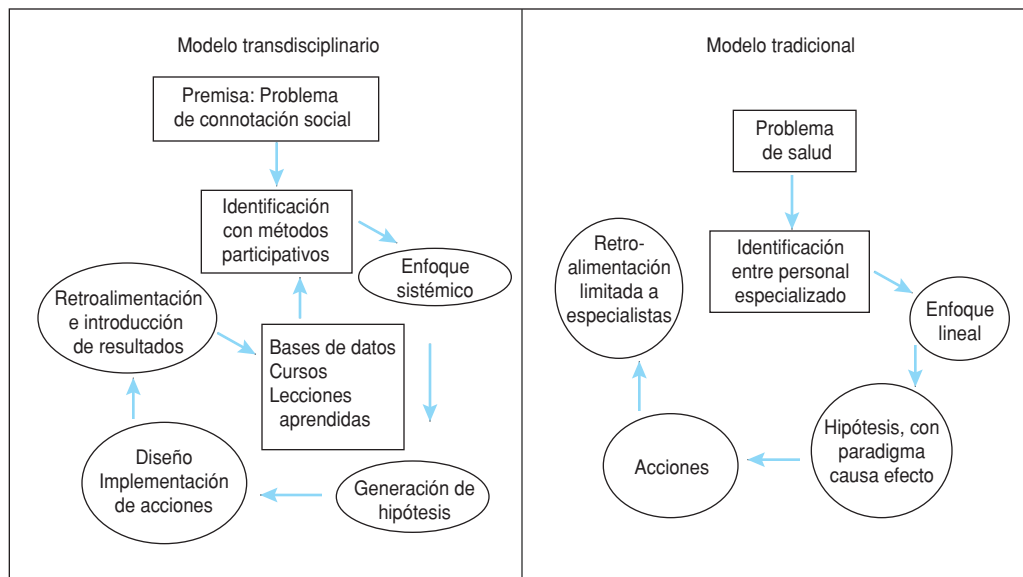 Modelo transdisciplinario
Premisa: Problema
de connotación social
Identificación
con métodos
participativos
Enfoque
sistémico
Retroalimentación
e introducción
de resultados
Bases de datos
Cursos
Lecciones
aprendidas
Diseño
Implementación
de acciones
Generación de
hipótesis
Modelo tradicional
Problema
de salud
Identificación
entre personal
especializado
Retro-
alimentación
limitada a
especialistas
Enfoque
lineal
Hipótesis, con
paradigma
causa efecto
Acciones